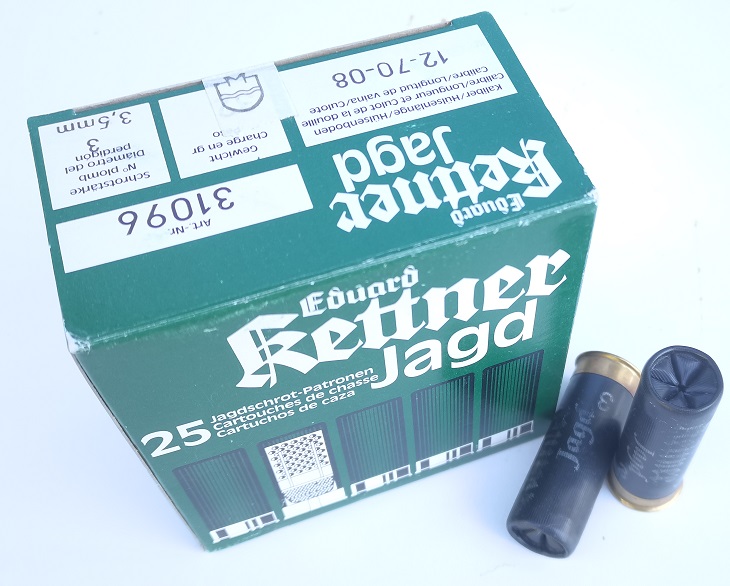 Eduard
Kettner
Jagd
Kaliber/Hülsenlänge/Hülsenboden
Calibre/Longueur et culot de la douille
Calibre/Longitud de Vaina/Culote
12-70-08
Gewicht
Charge en gr
Schrotstärke
N° plomb
Diámetro del
perdigon
3
3,5mm
Art.-Nr.
31096
Eduard
Kettner
Jagd
25
Jagdschrot-Patronen
Cartouches de chasse
Cartuchos de caza
Jagd